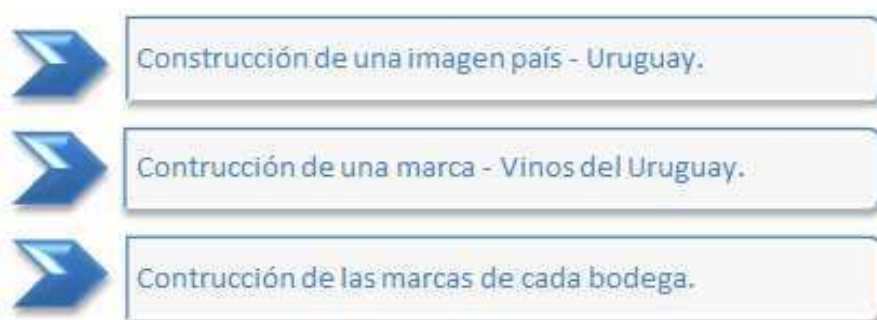 Construcción de una imagen país - Uruguay.
Contrucción de una marca - Vinos del Uruguay.
Contrucción de las marcas de cada bodega.